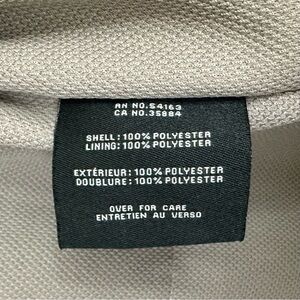 RN NO.54163
CA NO.35884
SHELL: 100% POLYESTER
LINING: 100% POLYESTER
EXTÉRIEUR: 100% POLYESTER
DOUBLURE: 100% POLYESTER
OVER FOR CARE
ENTRETIEN AU VERSO